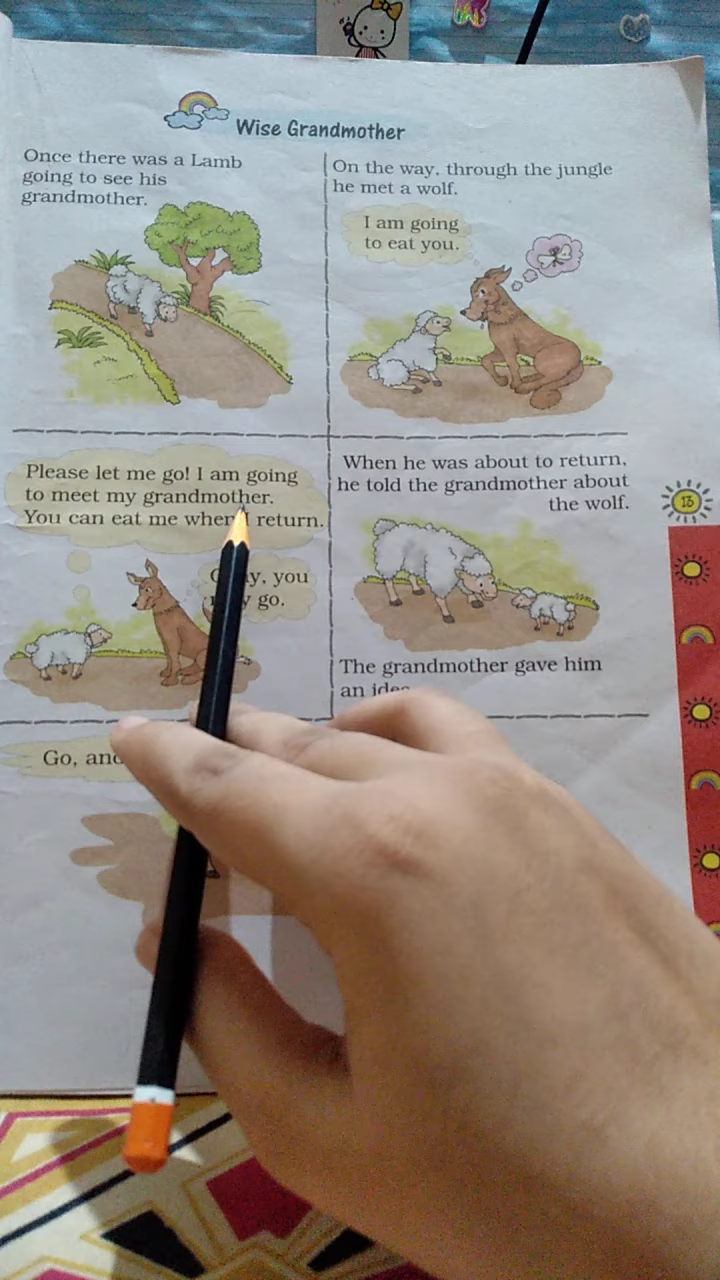 Wise Grandmother
Once there was a Lamb
going to see his
grandmother.
On the way, through the jungle
he met a wolf.
I am going
to eat you.
Please let me go! I am going
to meet my grandmother.
You can eat me when I return.
you
go.
When he was about to return,
he told the grandmother about
the wolf.
The grandmother gave him
an
Go,
13